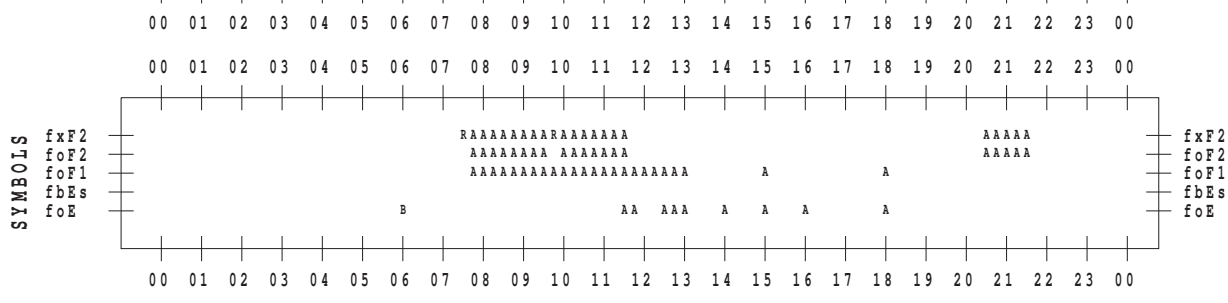 00 01 02 03 04 05 06 07 08 09 10 11 12 13 14 15 16 17 18 19 20 21 22 23 00
00 01 02 03 04 05 06 07 08 09 10 11 12 13 14 15 16 17 18 19 20 21 22 23 00
SYMBOLS
fxF2 RAAAAAAAARAAAAAAA AAAAA fxF2
foF2 AAAAAAAA AAAAAAA AAAAA foF2
foF1 AAAAAAAAAAAAAAAAAAAAAA A A foF1
fbEs fbEs
foE B AA AAA A A A A foE
00 01 02 03 04 05 06 07 08 09 10 11 12 13 14 15 16 17 18 19 20 21 22 23 00